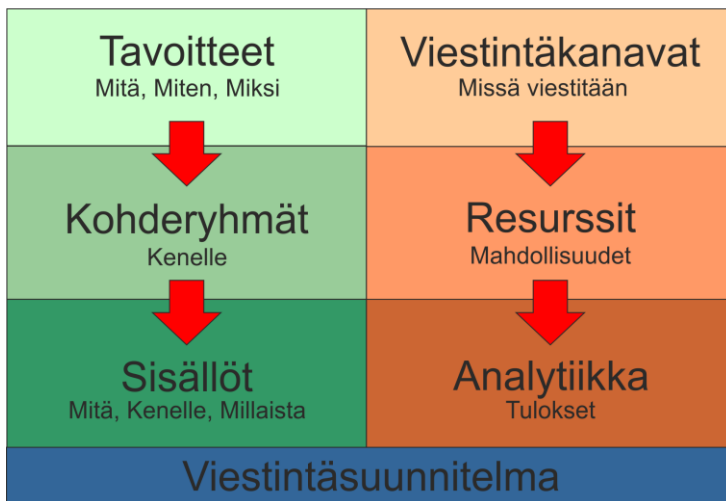 Tavoitteet
Mitä, Miten, Miksi
Kohderyhmät
Kenelle
Sisällöt
Mitä, Kenelle, Millaista
Viestintäkanavat
Missä viestitään
Resurssit
Mahdollisuudet
Analytiikka
Tulokset
Viestintäsuunnitelma